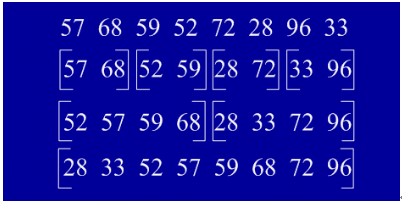 57 68 59 52 72 28 96 33
[57 68] [52 59] [28 72] [33 96]
[52 57 59 68] [28 33 72 96]
[28 33 52 57 59 68 72 96]